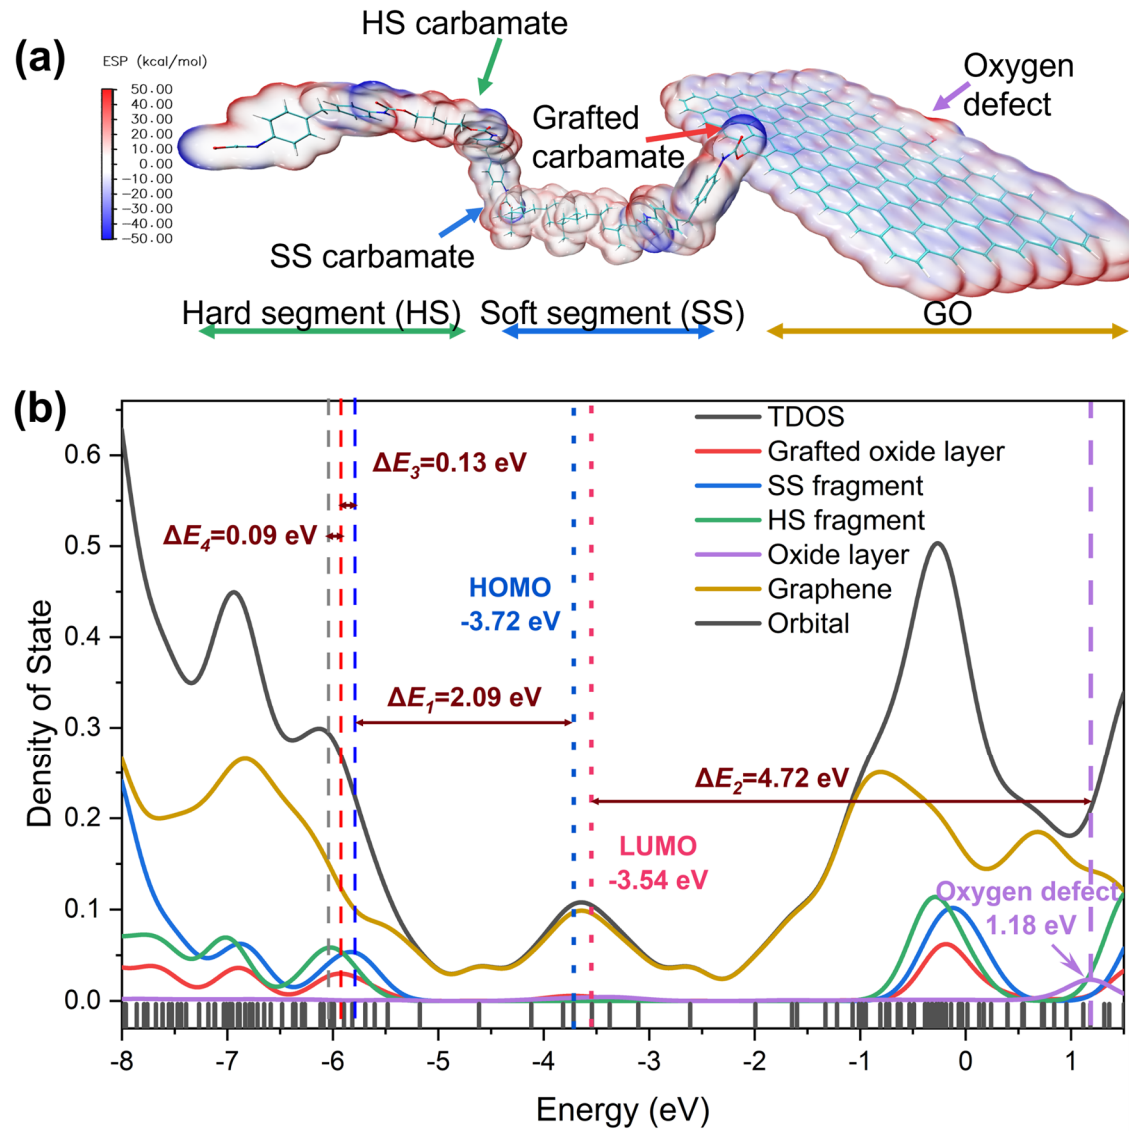 (a)
ESP (kcal/mol)
50.00
40.00
30.00
20.00
10.00
0.00
-10.00
-20.00
-30.00
-40.00
-50.00
HS carbamate
Grafted
carbamate
Oxygen
defect
SS carbamate
Hard segment (HS)
Soft segment (SS)
GO
(b)
TDOS
Grafted oxide layer
SS fragment
HS fragment
Oxide layer
Graphene
Orbital
ΔE3=0.13 eV
ΔE4=0.09 eV
HOMO
-3.72 eV
ΔE1=2.09 eV
ΔE2=4.72 eV
LUMO
-3.54 eV
Oxygen defect
1.18 eV
Density of State
0.6
0.5
0.4
0.3
0.2
0.1
0.0
-8
-7
-6
-5
-4
-3
-2
-1
0
1
Energy (eV)